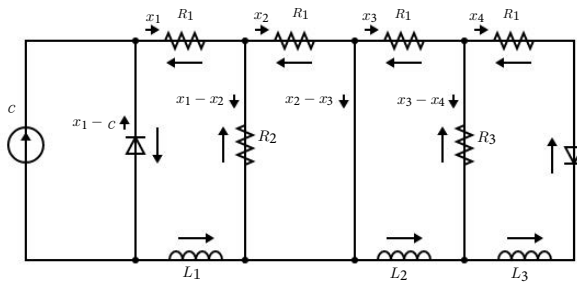 x₁ R₁ x₂ R₁ x₃ R₁ x₄ R₁
c x₁ − c x₁ − x₂ R₂ x₂ − x₃ x₃ − x₄ R₃
L₁ L₂ L₃